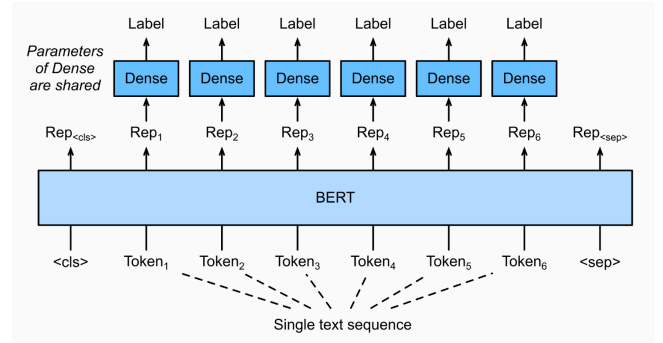 Label Label Label Label Label Label
Parameters
of Dense
are shared
Dense Dense Dense Dense Dense Dense
Rep<cls> Rep1 Rep2 Rep3 Rep4 Rep5 Rep6 Rep<sep>
BERT
<cls> Token1 Token2 Token3 Token4 Token5 Token6 <sep>
Single text sequence